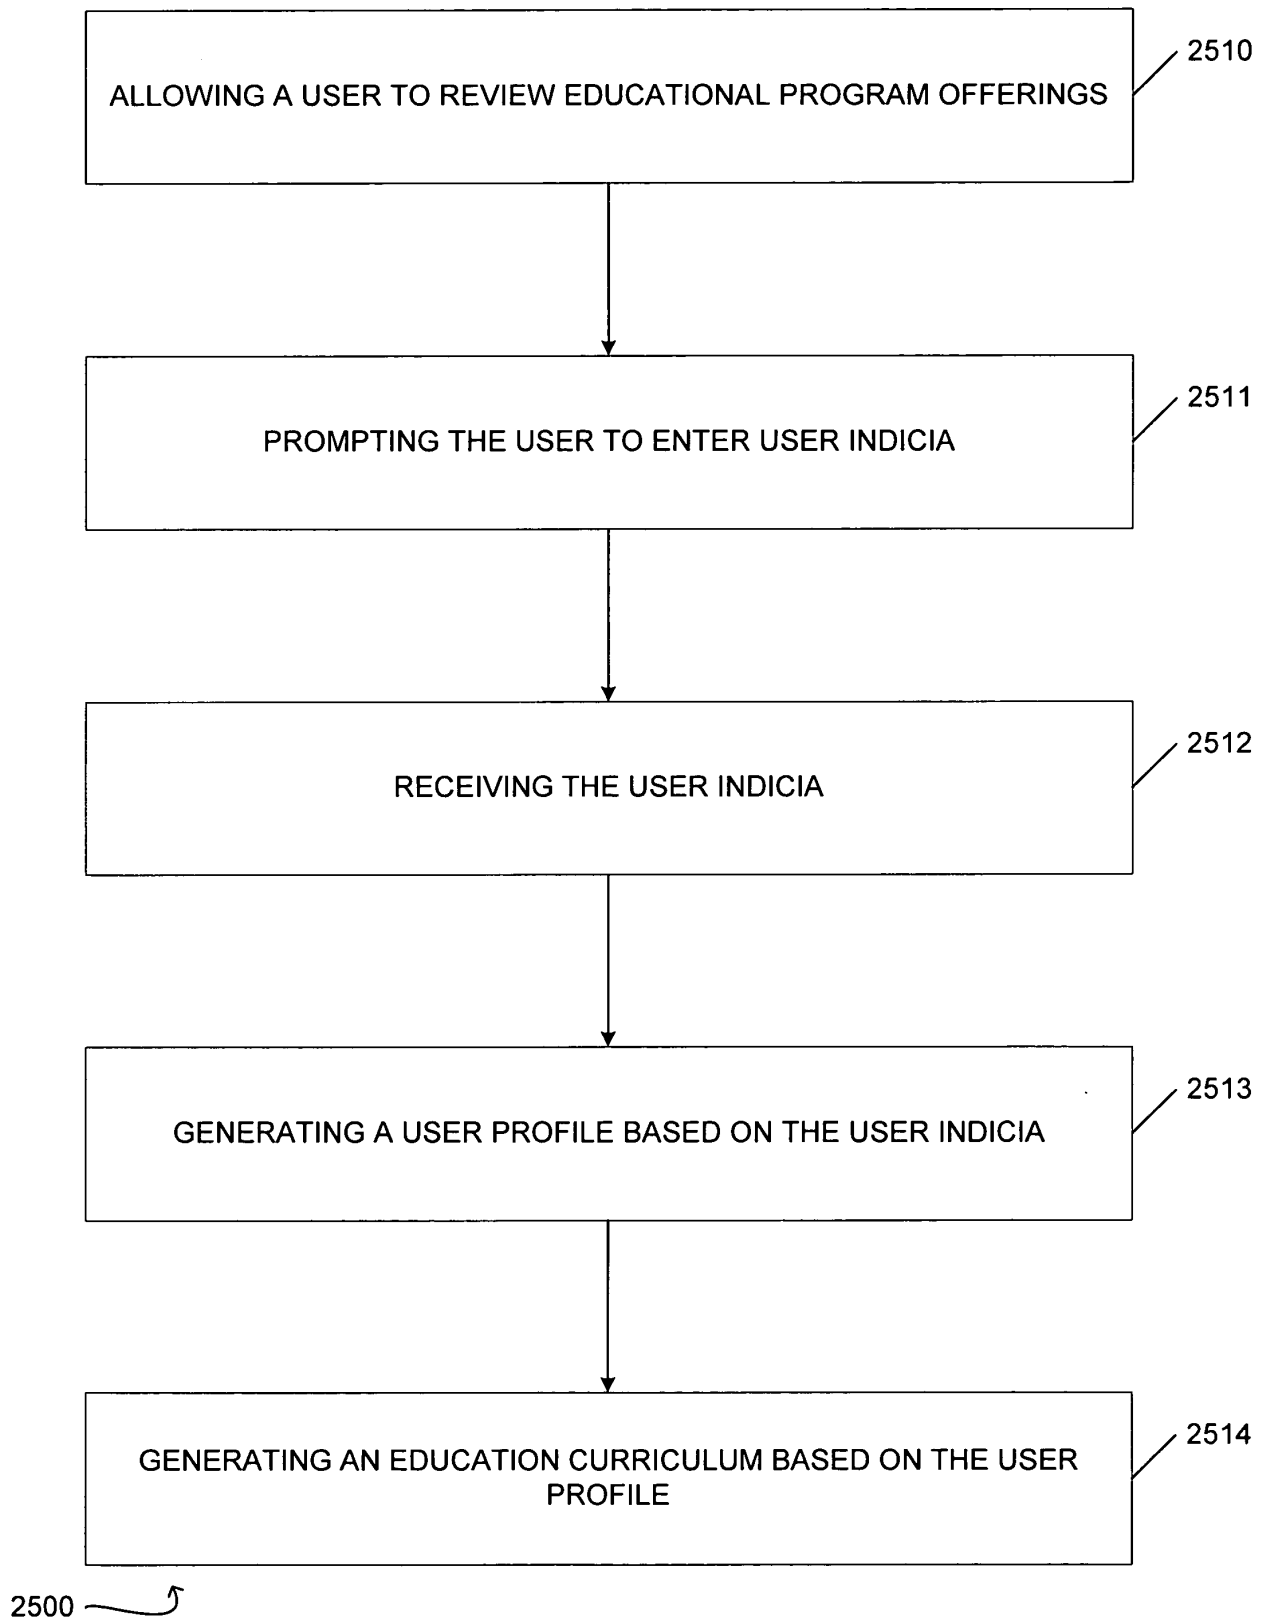 2510
ALLOWING A USER TO REVIEW EDUCATIONAL PROGRAM OFFERINGS
2511
PROMPTING THE USER TO ENTER USER INDICIA
2512
RECEIVING THE USER INDICIA
2513
GENERATING A USER PROFILE BASED ON THE USER INDICIA
2514
GENERATING AN EDUCATION CURRICULUM BASED ON THE USER
PROFILE
2500